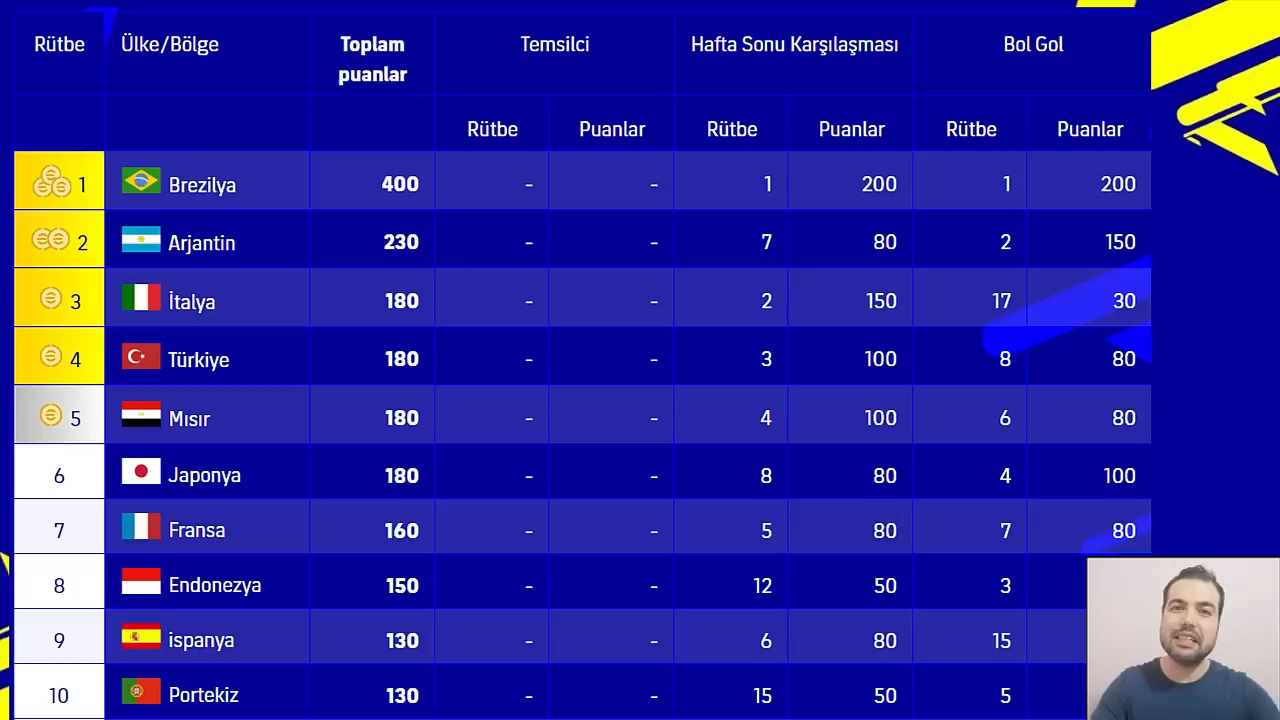 Rütbe Ülke/Bölge Toplam puanlar Temsilci Hafta Sonu Karşılaşması Bol Gol
Rütbe Puanlar Rütbe Puanlar Rütbe Puanlar
1 Brezilya 400 - - 1 200 1 200
2 Arjantin 230 - - 7 80 2 150
3 İtalya 180 - - 2 150 17 30
4 Türkiye 180 - - 3 100 8 80
5 Mısır 180 - - 4 100 6 80
6 Japonya 180 - - 8 80 4 100
7 Fransa 160 - - 5 80 7 80
8 Endonezya 150 - - 12 50 3
9 ispanya 130 - - 6 80 15
10 Portekiz 130 - - 15 50 5